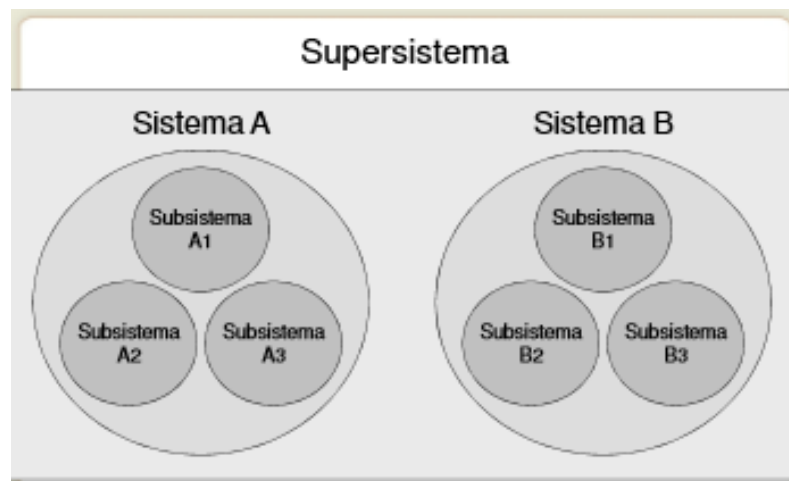 Supersistema
Sistema A
Sistema B
Subsistema
A1
Subsistema
A2
Subsistema
A3
Subsistema
B1
Subsistema
B2
Subsistema
B3